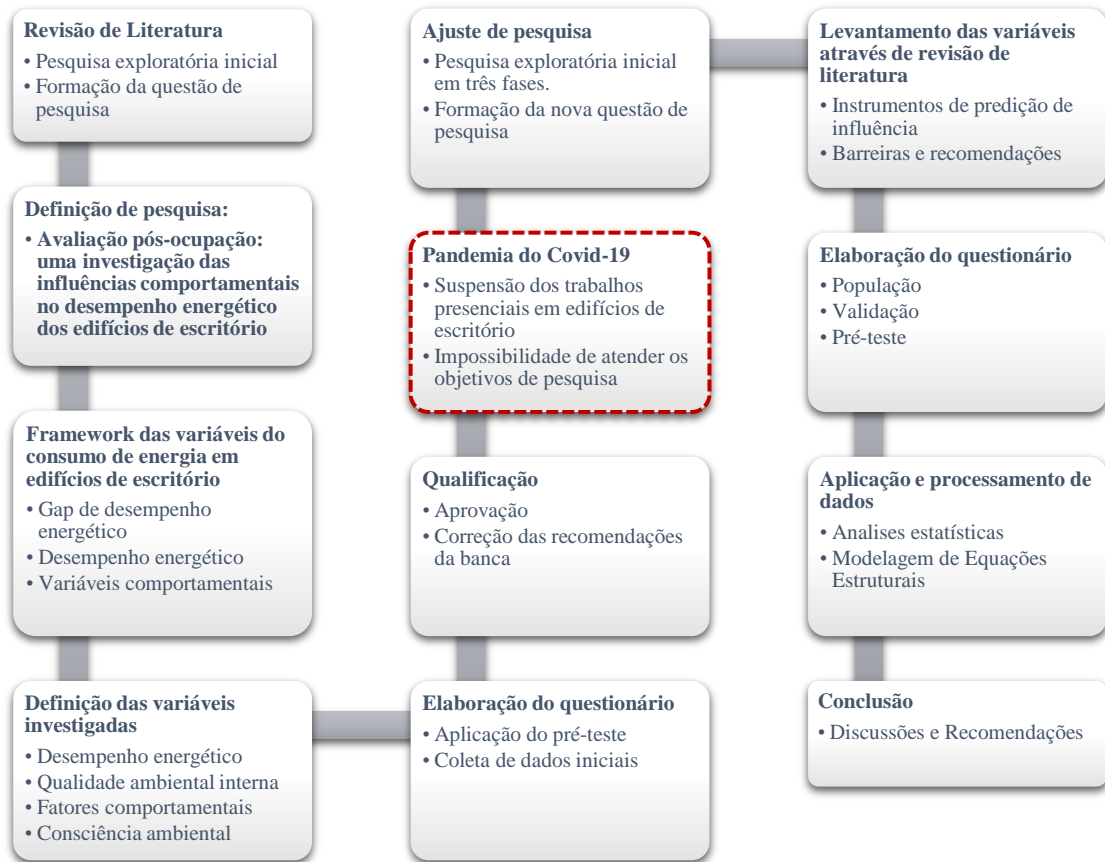 Revisão de Literatura
• Pesquisa exploratória inicial
• Formação da questão de
pesquisa
Definição de pesquisa:
• Avaliação pós-ocupação:
uma investigação das
influências comportamentais
no desempenho energético
dos edifícios de escritório
Framework das variáveis do
consumo de energia em
edifícios de escritório
• Gap de desempenho
energético
• Desempenho energético
• Variáveis comportamentais
Definição das variáveis
investigadas
• Desempenho energético
• Qualidade ambiental interna
• Fatores comportamentais
• Consciência ambiental
Elaboração do questionário
• Aplicação do pré-teste
• Coleta de dados iniciais
Qualificação
• Aprovação
• Correção das recomendações
da banca
Pandemia do Covid-19
• Suspensão dos trabalhos
presenciais em edifícios de
escritório
• Impossibilidade de atender os
objetivos de pesquisa
Ajuste de pesquisa
• Pesquisa exploratória inicial
em três fases.
• Formação da nova questão de
pesquisa
Levantamento das variáveis
através de revisão de
literatura
• Instrumentos de predição de
influência
• Barreiras e recomendações
Elaboração do questionário
• População
• Validação
• Pré-teste
Aplicação e processamento de
dados
• Analises estatísticas
• Modelagem de Equações
Estruturais
Conclusão
• Discussões e Recomendações